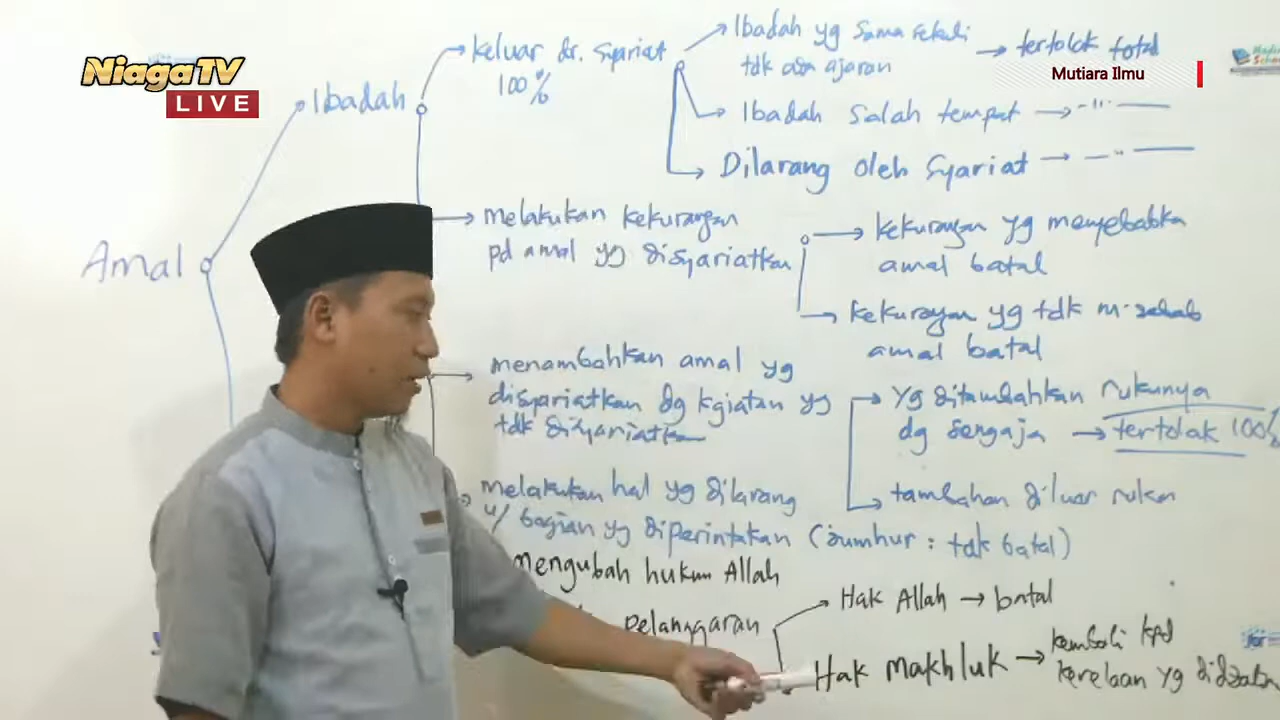 NiagaTV
LIVE
Mutiara Ilmu
Amal
Ibadah
keluar dr. Syariat
100%
Ibadah yg sama sekali
tdk ada ajaran
→ tertolak total
Ibadah salah tempat → -"-
Dilarang oleh Syariat → -"-
melakukan kekurangan
pd amal yg disyariatkan
kekurangan yg menyebabka
amal batal
kekurangan yg tdk m-sebab
amal batal
menambahkan amal yg
disyariatkan dg kgiatan yg
tdk disyariatkan
yg ditambahkan rukunnya
dg sengaja → tertolak 100%
tambahan diluar rukun
melakukan hal yg dilarang
u/ bagian yg diperintakan (Jumhur : tdk batal)
mengubah hukum Allah
pelanggaran
Hak Allah → batal
Hak Makhluk → kembali kpd
kerelaan yg